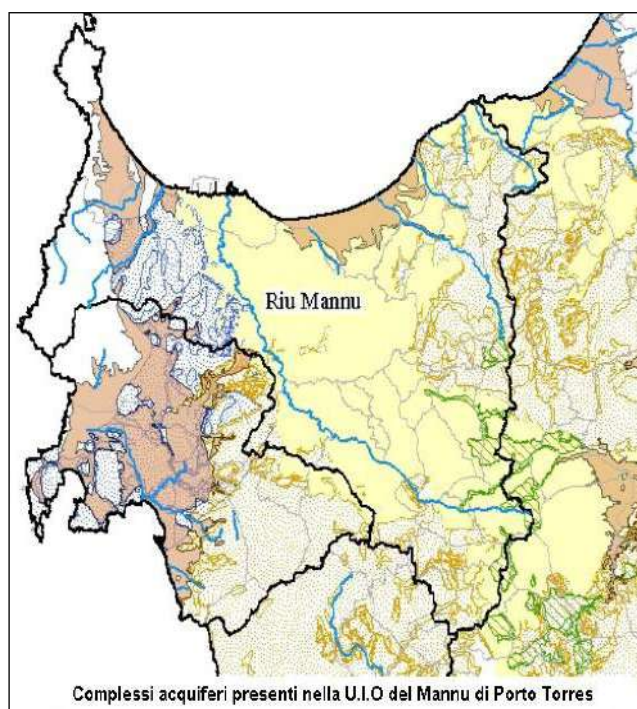 Riu Mannu
Complessi acquiferi presenti nella U.I.O del Mannu di Porto Torres